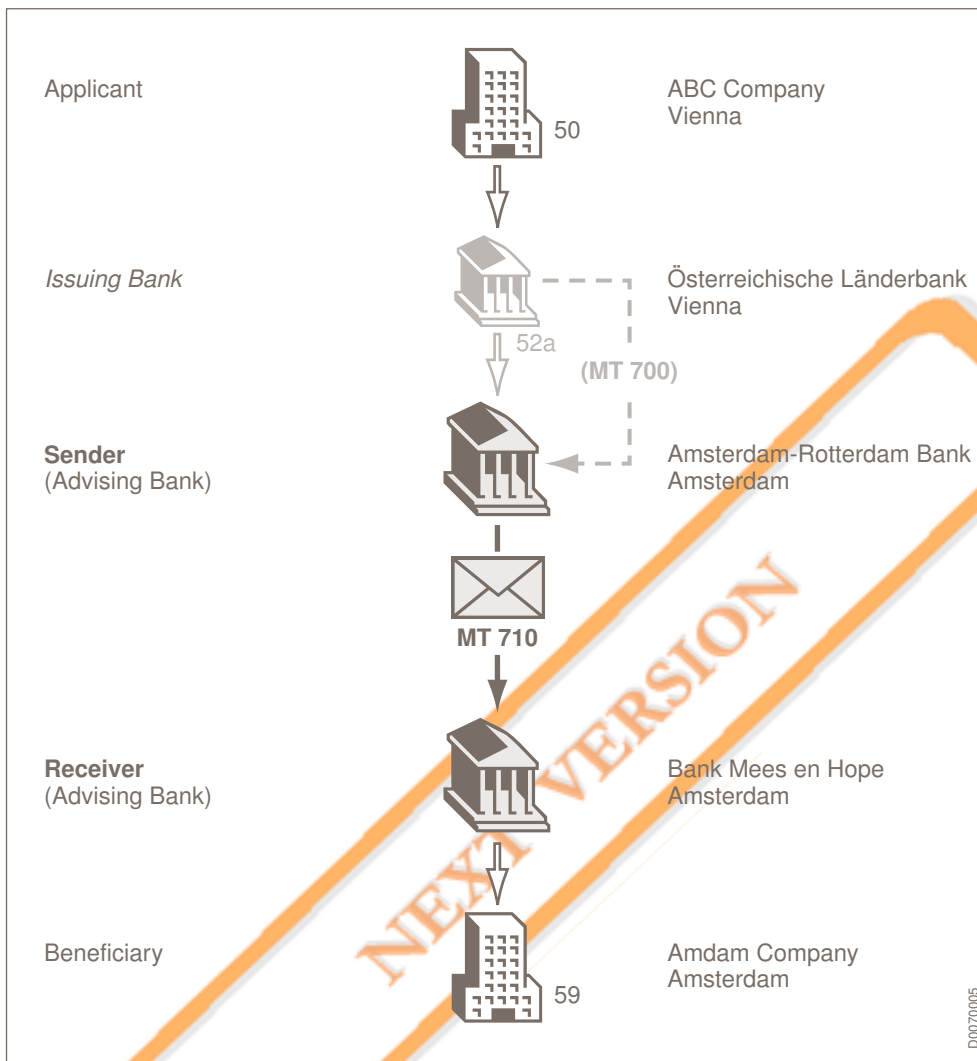 Applicant
ABC Company
Vienna
50
Issuing Bank
Österreichische Länderbank
Vienna
52a
(MT 700)
Sender
(Advising Bank)
Amsterdam-Rotterdam Bank
Amsterdam
MT 710
Receiver
(Advising Bank)
Bank Mees en Hope
Amsterdam
Beneficiary
Amdam Company
Amsterdam
59
NEXT VERSION
D0070005